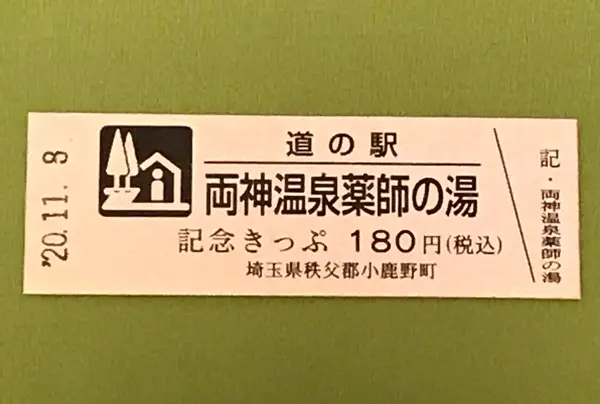 '20.11.8
道の駅
両神温泉薬師の湯
記念きっぷ 180円(税込)
埼玉県秩父郡小鹿野町
記・両神温泉薬師の湯